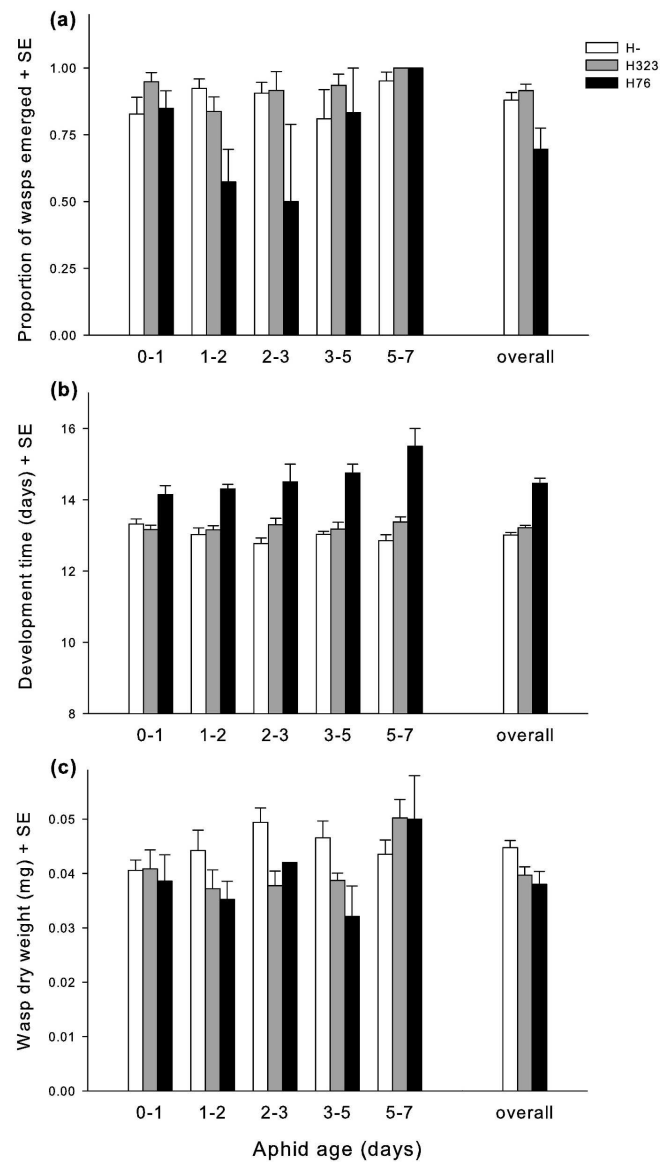 (a)
H-
H323
H76
Proportion of wasps emerged + SE
1.00
0.75
0.50
0.25
0.00
0-1 1-2 2-3 3-5 5-7 overall
(b)
Development time (days) + SE
16
14
12
10
8
0-1 1-2 2-3 3-5 5-7 overall
(c)
Wasp dry weight (mg) + SE
0.05
0.04
0.03
0.02
0.01
0.00
0-1 1-2 2-3 3-5 5-7 overall
Aphid age (days)